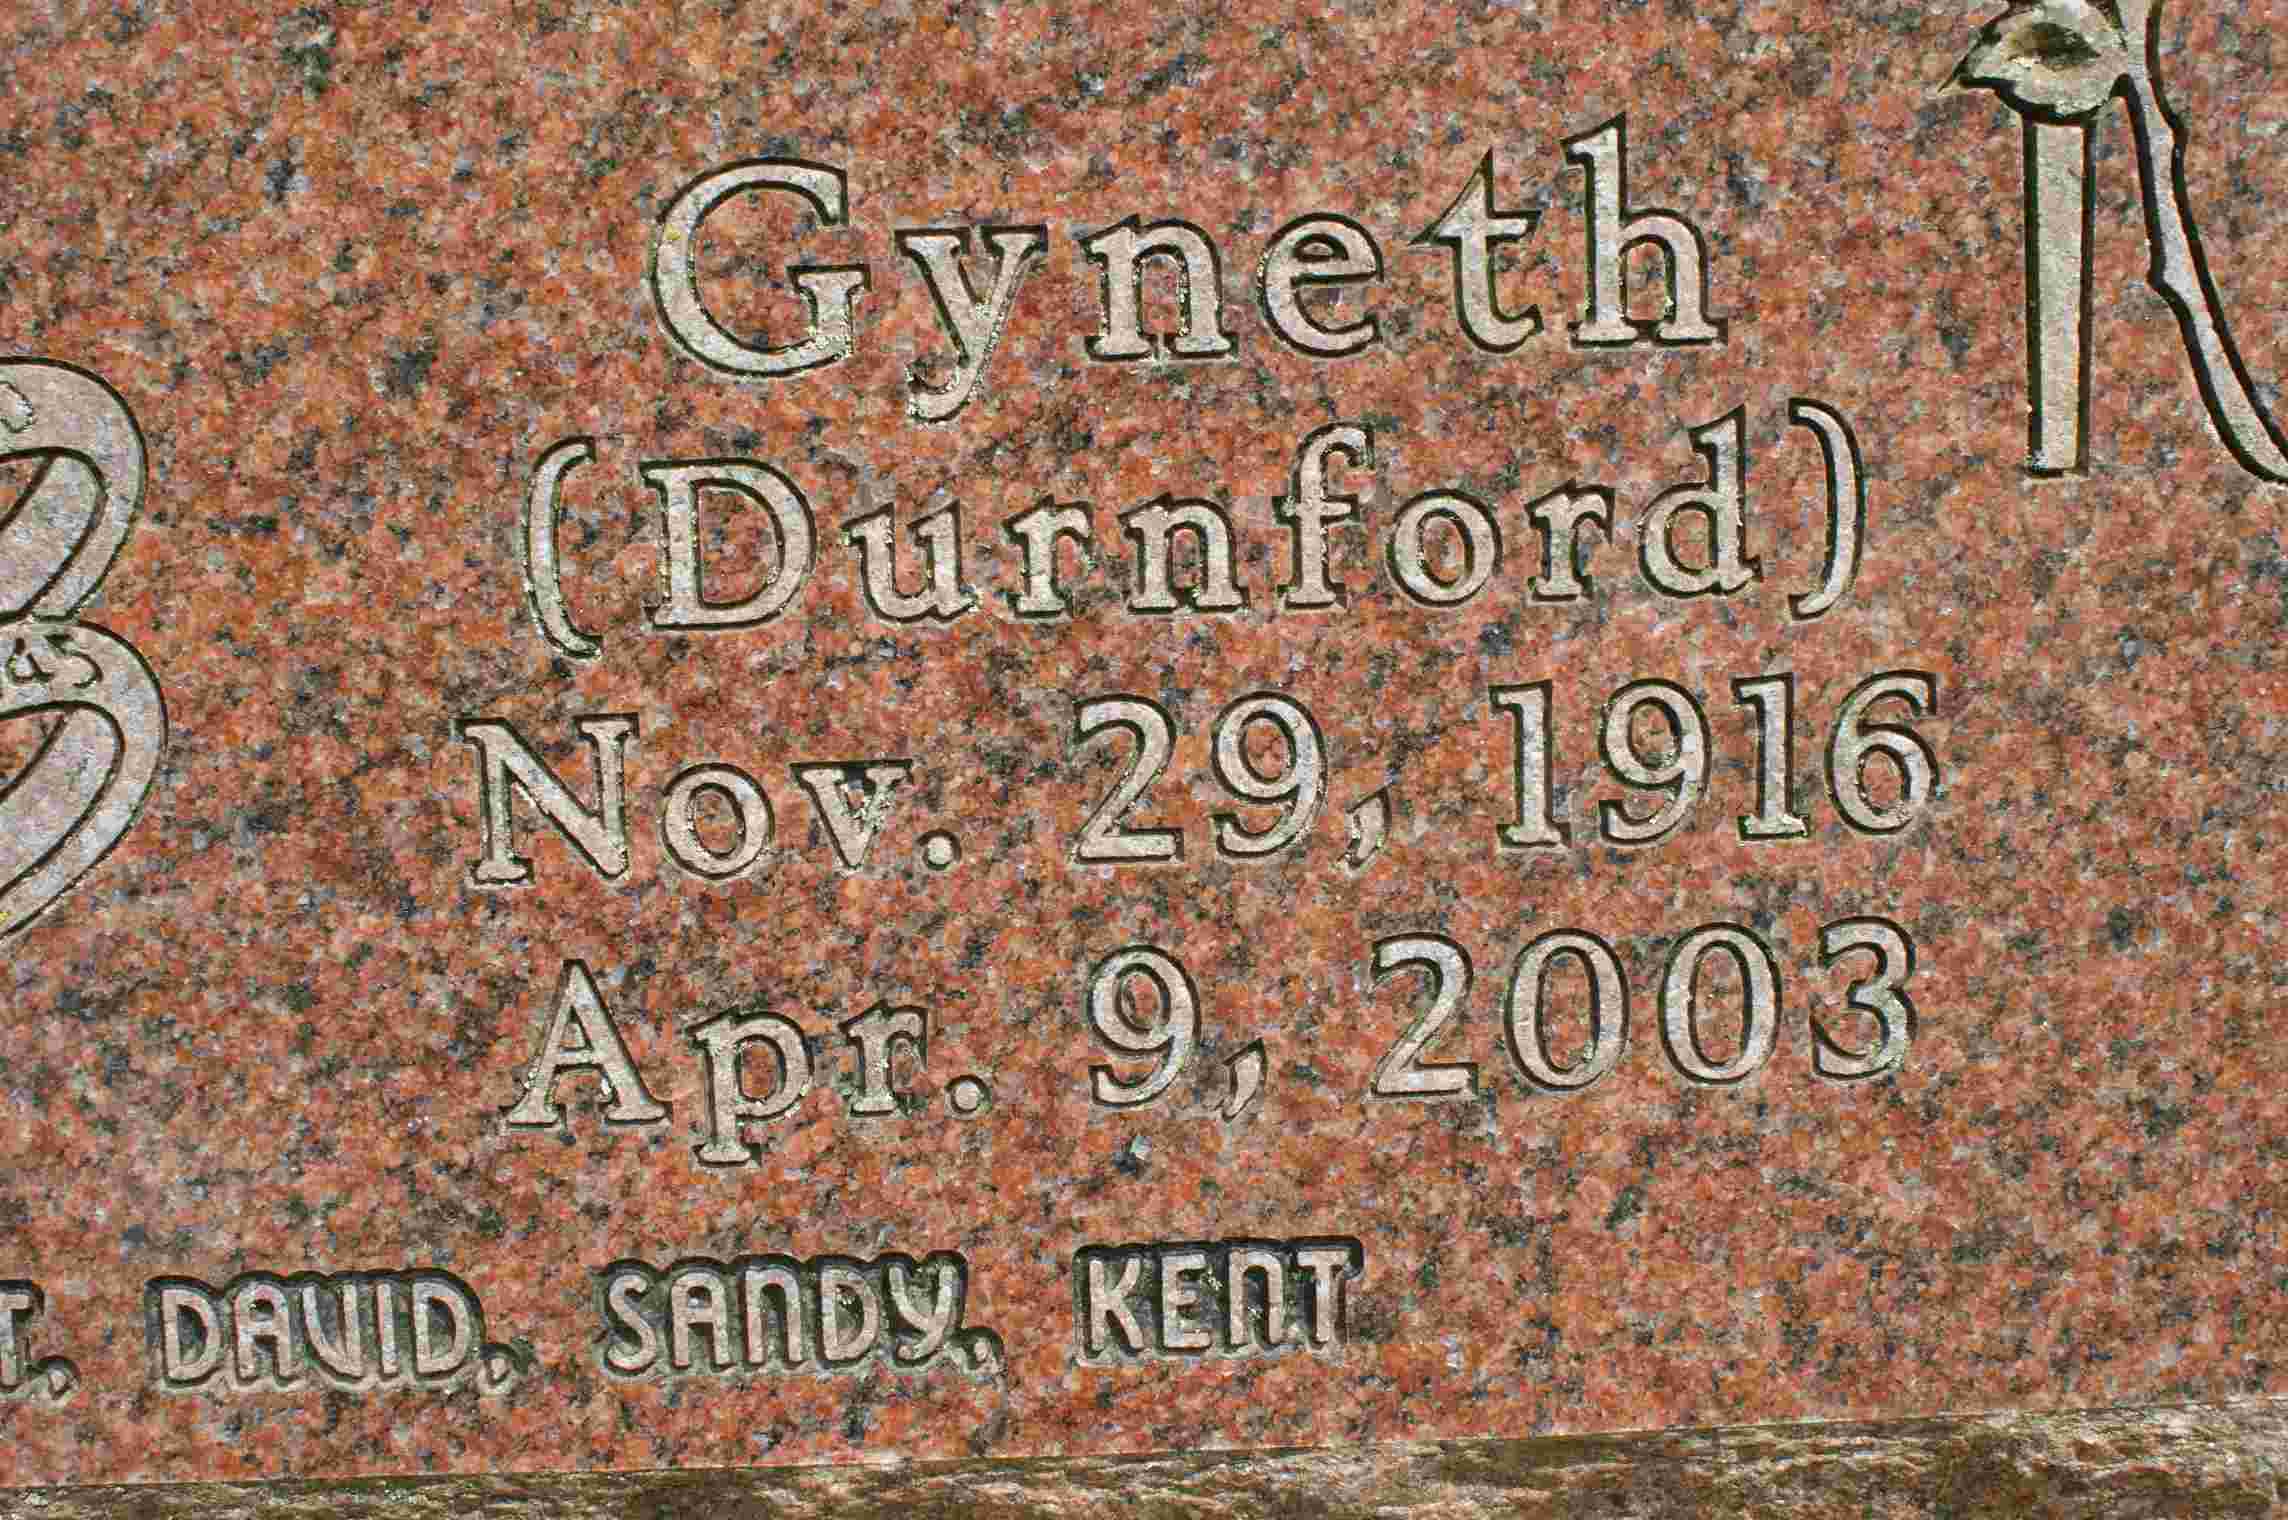 Gyneth
(Durnford)
Nov. 29, 1916
Apr. 9, 2003
DAVID, SANDY, KENT